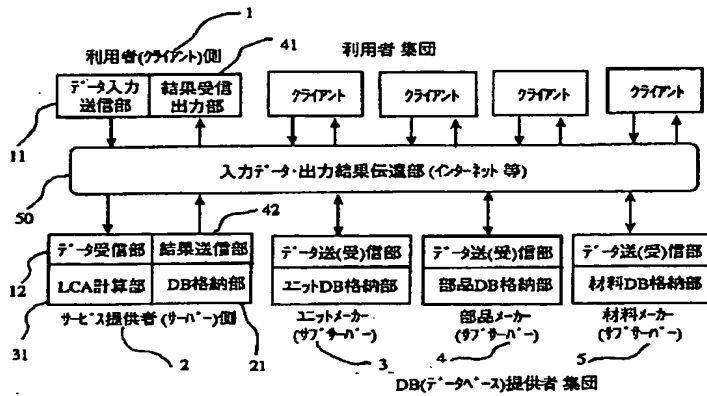 1
利用者(クライアント)側
41
利用者 集団
データ入力
送信部
結果受信
出力部
クライアント
クライアント
クライアント
クライアント
11
入力データ・出力結果伝達部 (インターネット 等)
50
42
データ受信部
結果送信部
データ送(受)信部
データ送(受)信部
データ送(受)信部
12
LCA計算部
DB格納部
ユニットDB格納部
部品DB格納部
材料DB格納部
31
サービス提供者 (サーバー)側
21
ユニットメーカー
(サブサーバー)
部品メーカー
(サブサーバー)
材料メーカー
(サブサーバー)
2
3
4
5
DB(データベース)提供者 集団